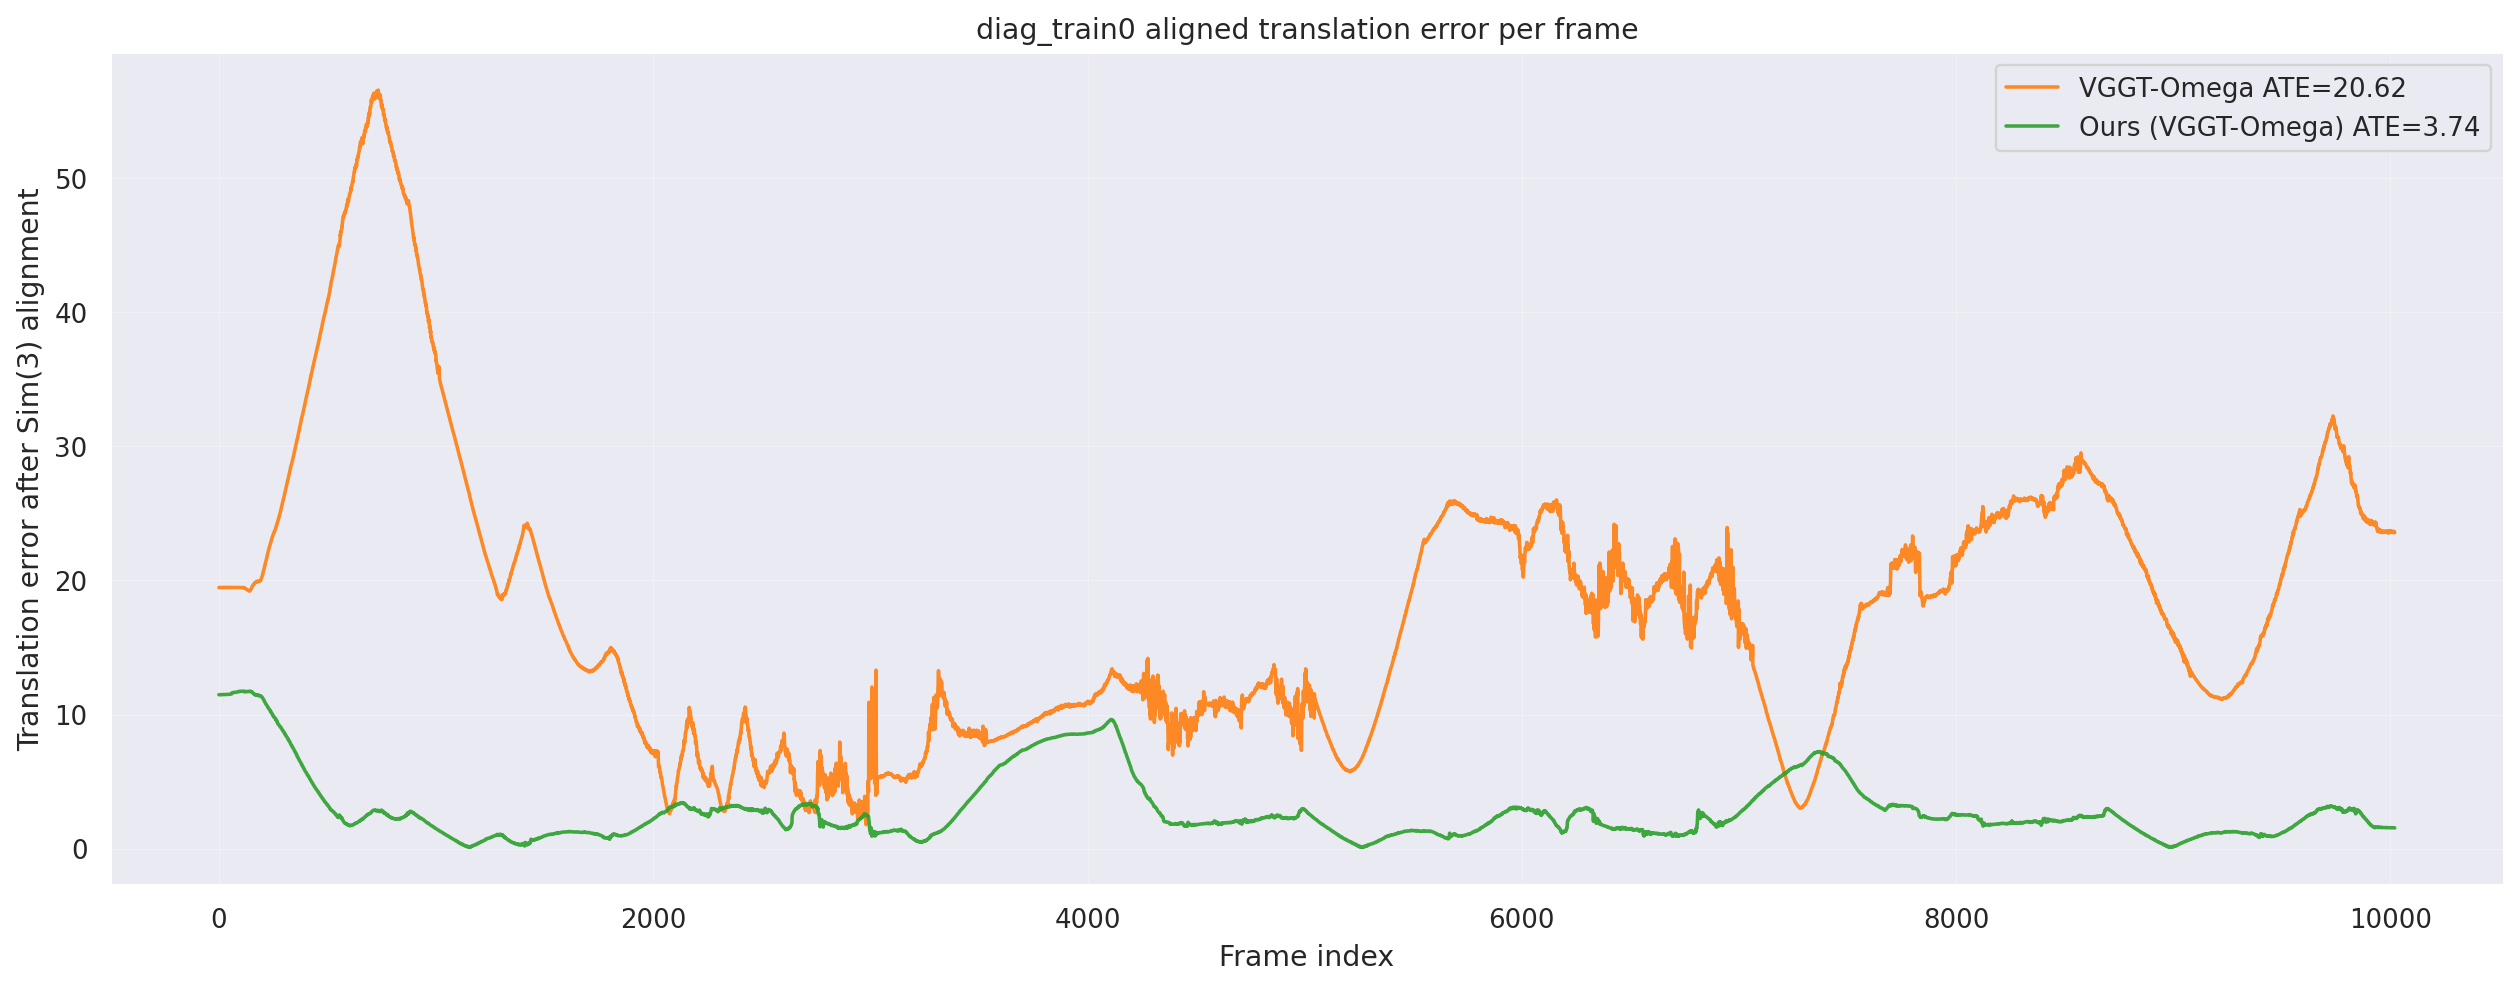 diag_train0 aligned translation error per frame
VGGT-Omega ATE=20.62
Ours (VGGT-Omega) ATE=3.74
Translation error after Sim(3) alignment
50
40
30
20
10
0
0 2000 4000 6000 8000 10000
Frame index